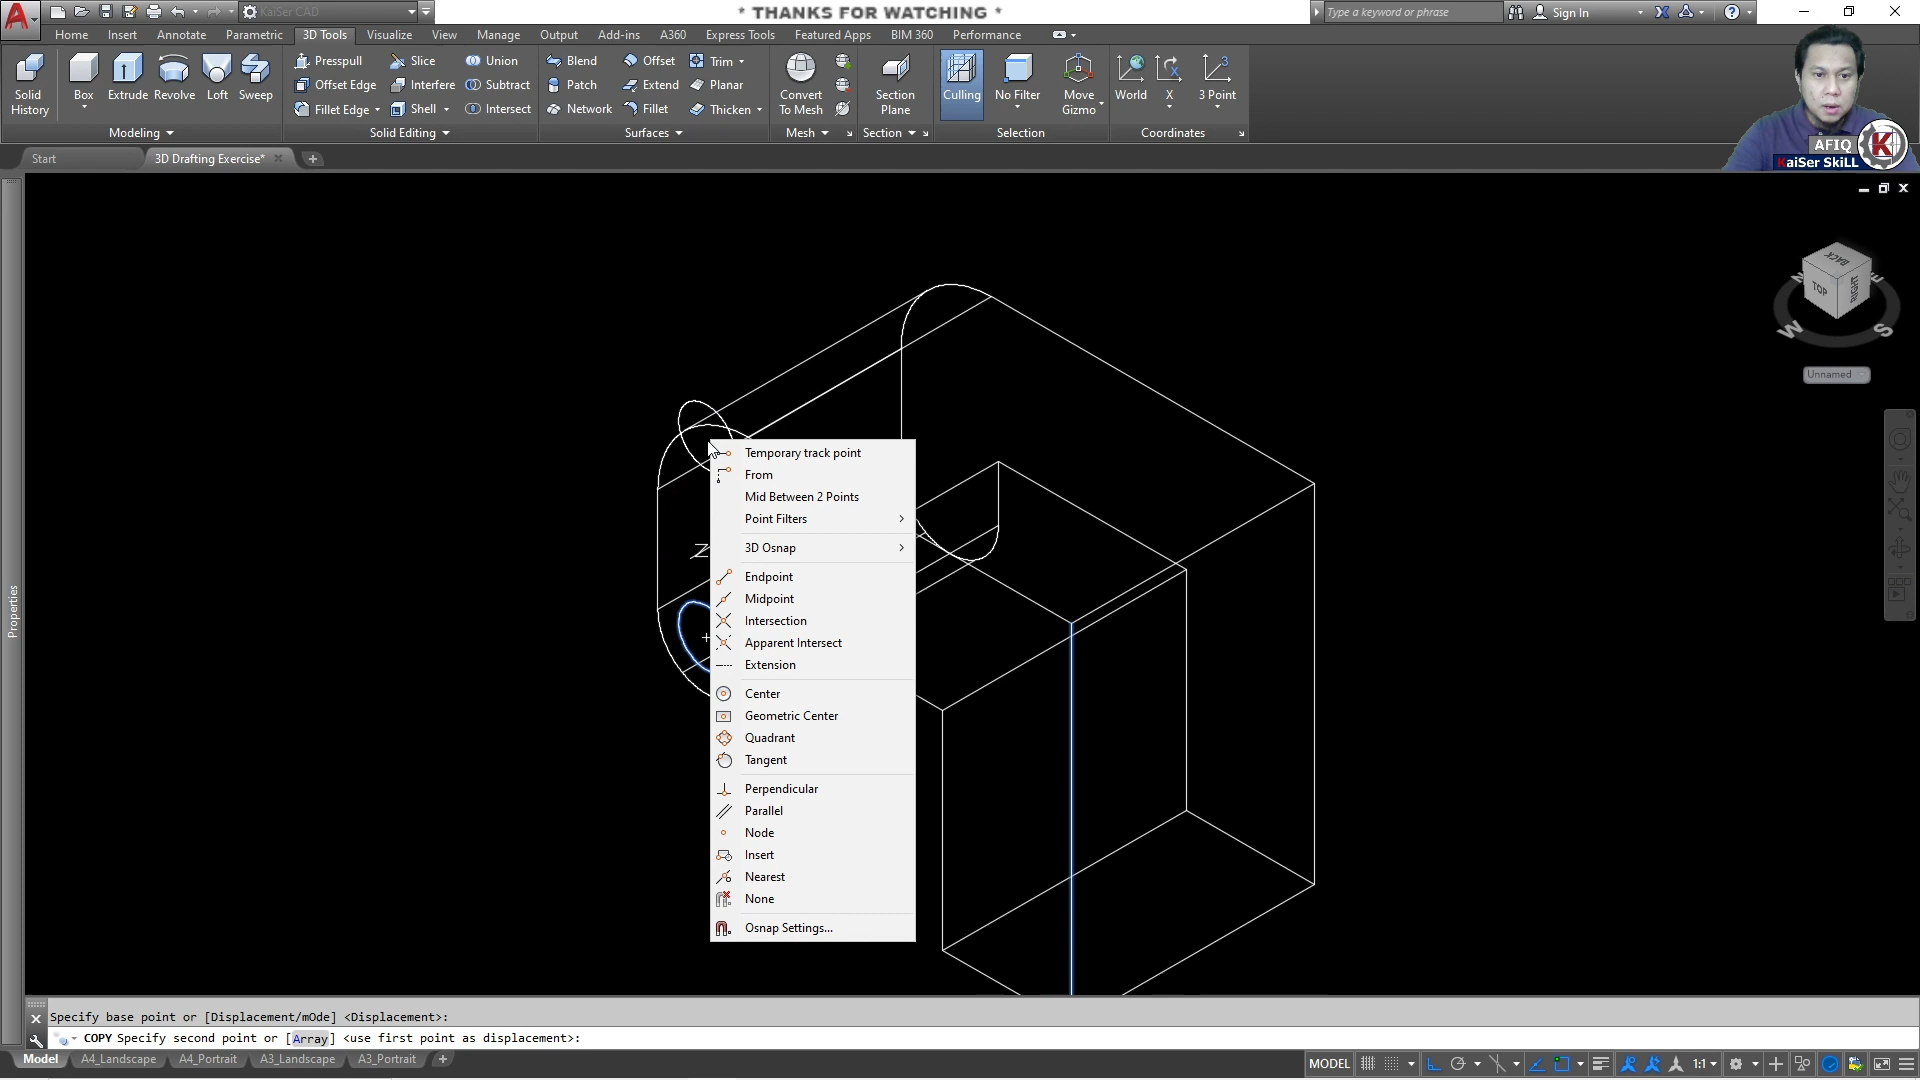 KaiSer CAD
* THANKS FOR WATCHING *
Type a keyword or phrase
Sign In
Home Insert Annotate Parametric 3D Tools Visualize View Manage Output Add-ins A360 Express Tools Featured Apps BIM 360 Performance
Solid History
Box
Extrude
Revolve
Loft
Sweep
Modeling
Presspull
Offset Edge
Fillet Edge
Slice
Interfere
Shell
Union
Subtract
Intersect
Solid Editing
Blend
Patch
Network
Offset
Extend
Fillet
Trim
Planar
Thicken
Surfaces
Convert To Mesh
Mesh
Section Plane
Section
Culling
No Filter
Move Gizmo
Selection
World
X
3 Point
Coordinates
AFIQ
KaiSer SkiLL
K
Start
3D Drafting Exercise*
Properties
BACK
TOP
RIGHT
N
E
W
S
Unnamed
Temporary track point
From
Mid Between 2 Points
Point Filters
3D Osnap
Endpoint
Midpoint
Intersection
Apparent Intersect
Extension
Center
Geometric Center
Quadrant
Tangent
Perpendicular
Parallel
Node
Insert
Nearest
None
Osnap Settings...
Specify base point or [Displacement/mOde] <Displacement>:
COPY Specify second point or [Array] <use first point as displacement>:
Model A4_Landscape A4_Portrait A3_Landscape A3_Portrait
MODEL
1:1